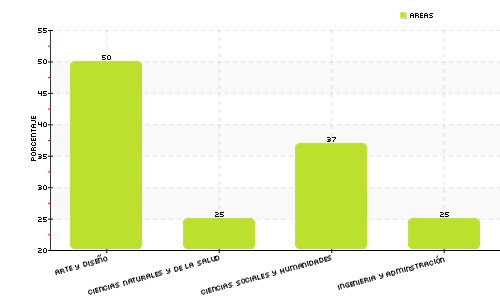 AREAS
55
50
45
40
35
30
25
20
PORCENTAJE
50
25
37
25
ARTE Y DISEÑO
CIENCIAS NATURALES Y DE LA SALUD
CIENCIAS SOCIALES Y HUMANIDADES
INGENIERIA Y ADMINSTRACIÓN